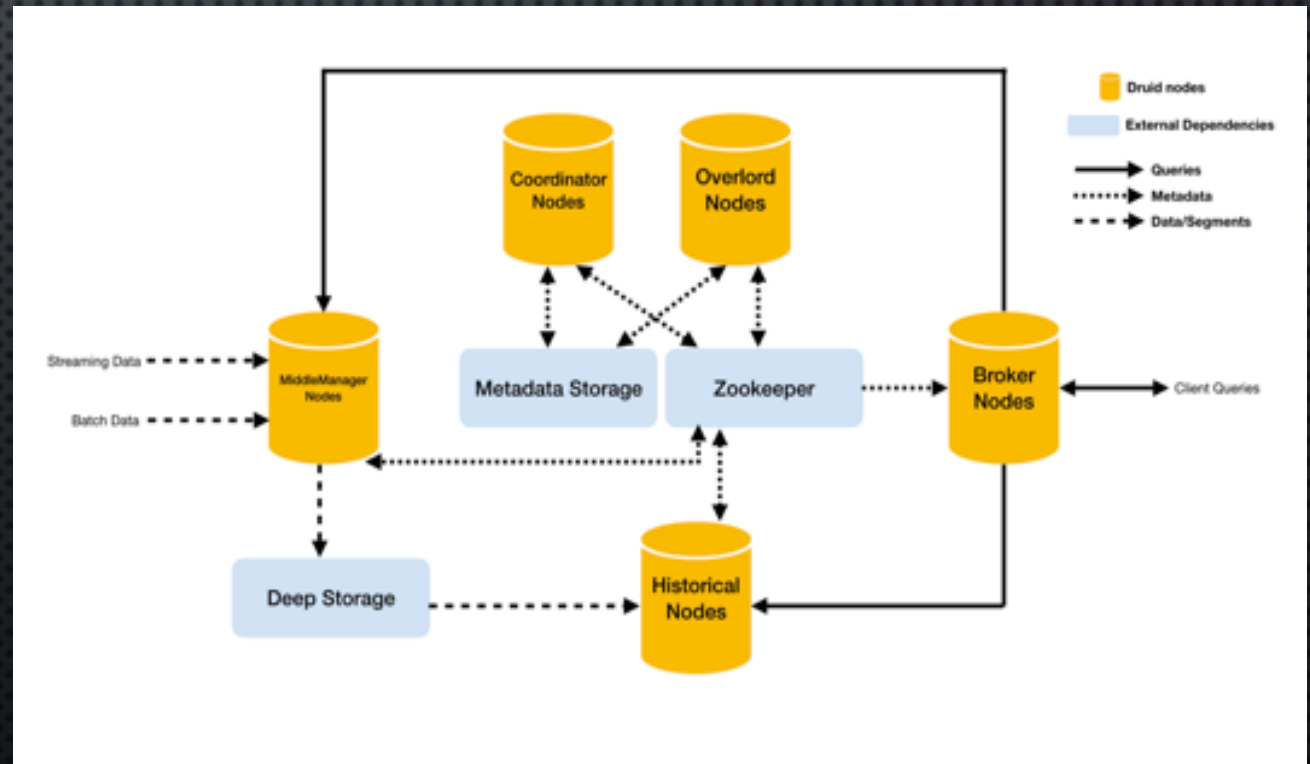 Druid nodes
External Dependencies
Queries
Metadata
Data/Segments
Coordinator
Nodes
Overlord
Nodes
Streaming Data
Batch Data
MiddleManager
Nodes
Metadata Storage
Zookeeper
Broker
Nodes
Client Queries
Deep Storage
Historical
Nodes